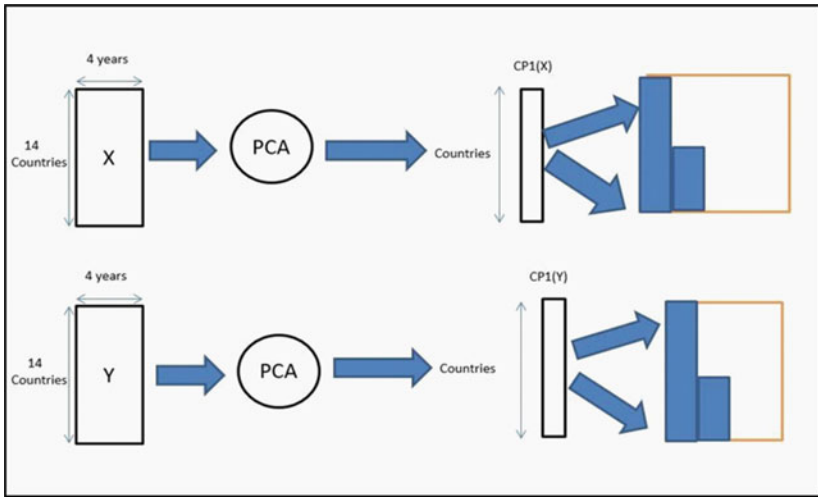 4 years
14
Countries
X
PCA
Countries
CP1(X)
4 years
14
Countries
Y
PCA
Countries
CP1(Y)